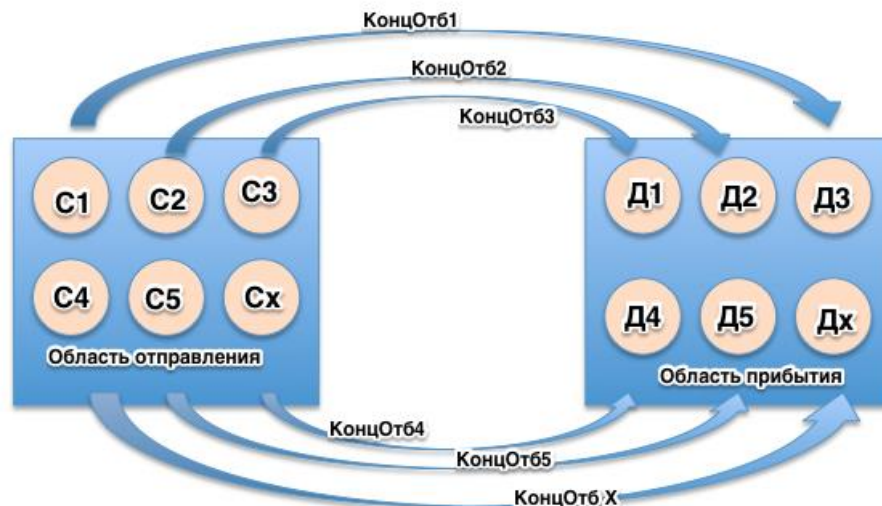 КонцОтб1
КонцОтб2
КонцОтб3
С1 С2 С3
Д1 Д2 Д3
С4 С5 Сх
Д4 Д5 Дх
Область отправления
Область прибытия
КонцОтб4
КонцОтб5
КонцОтб X